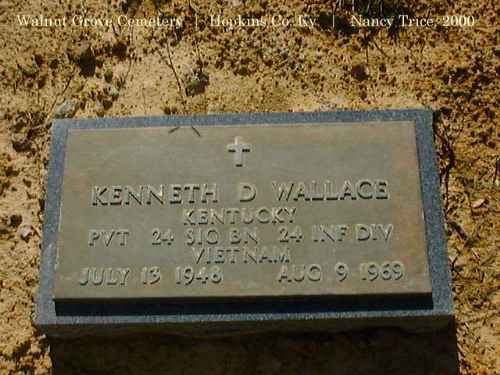 Walnut Grove Cemetery | Hopkins Co. Ky. | Nancy Trice, 2000
KENNETH D WALLACE
KENTUCKY
PVT 24 SIG BN 24 INF DIV
VIETNAM
JULY 13 1948 AUG 9 1969